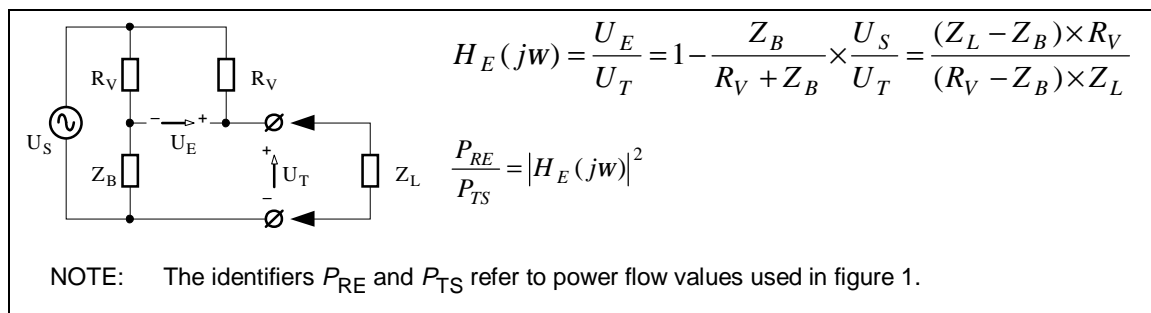 H_E(jw) = U_E / U_T = 1 − Z_B / (R_V + Z_B) × U_S / U_T = ((Z_L − Z_B) × R_V) / ((R_V − Z_B) × Z_L)
R_V R_V
− +
U_S U_E
+
Z_B U_T Z_L
−
P_RE / P_TS = |H_E(jw)|²
NOTE: The identifiers P_RE and P_TS refer to power flow values used in figure 1.